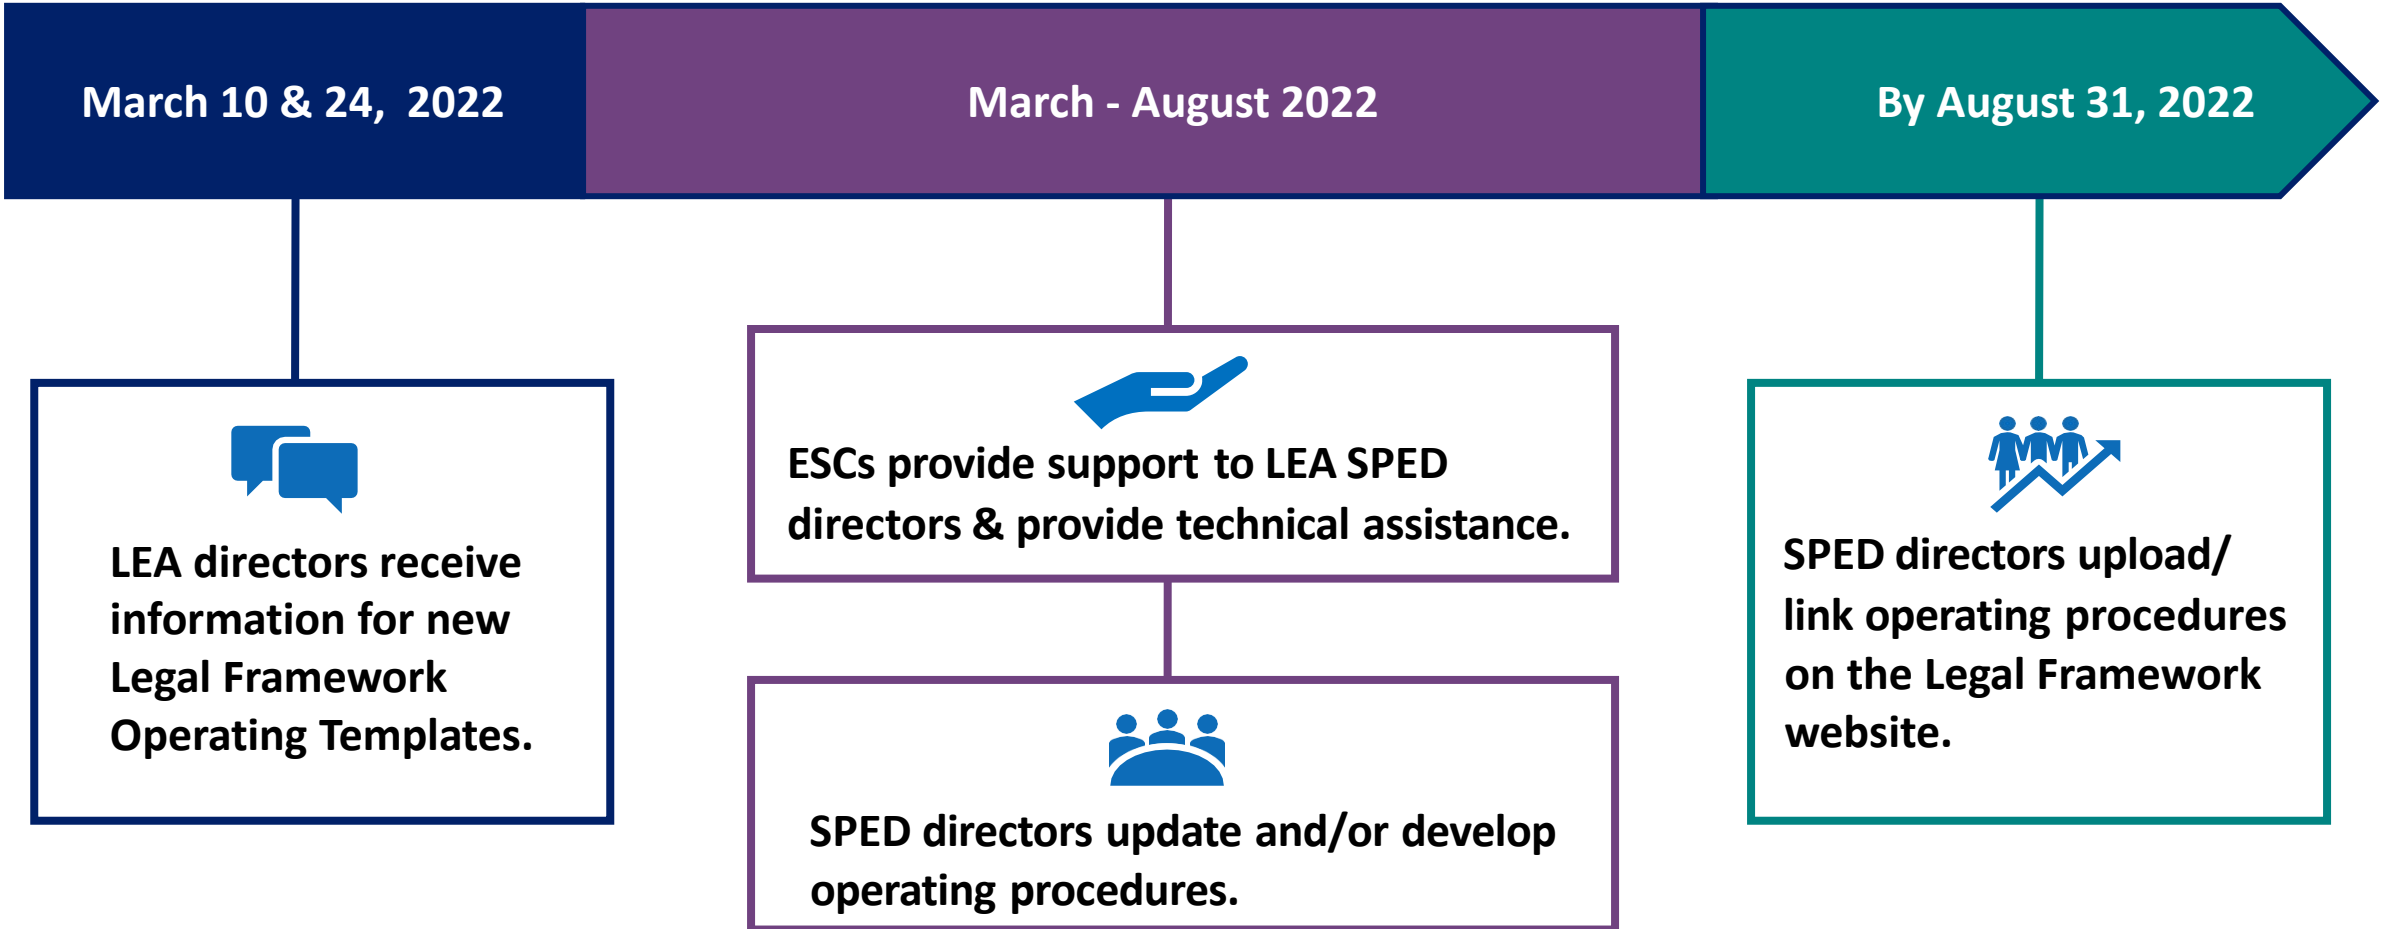 March 10 & 24, 2022
March - August 2022
By August 31, 2022
LEA directors receive
information for new
Legal Framework
Operating Templates.
ESCs provide support to LEA SPED
directors & provide technical assistance.
SPED directors update and/or develop
operating procedures.
SPED directors upload/
link operating procedures
on the Legal Framework
website.